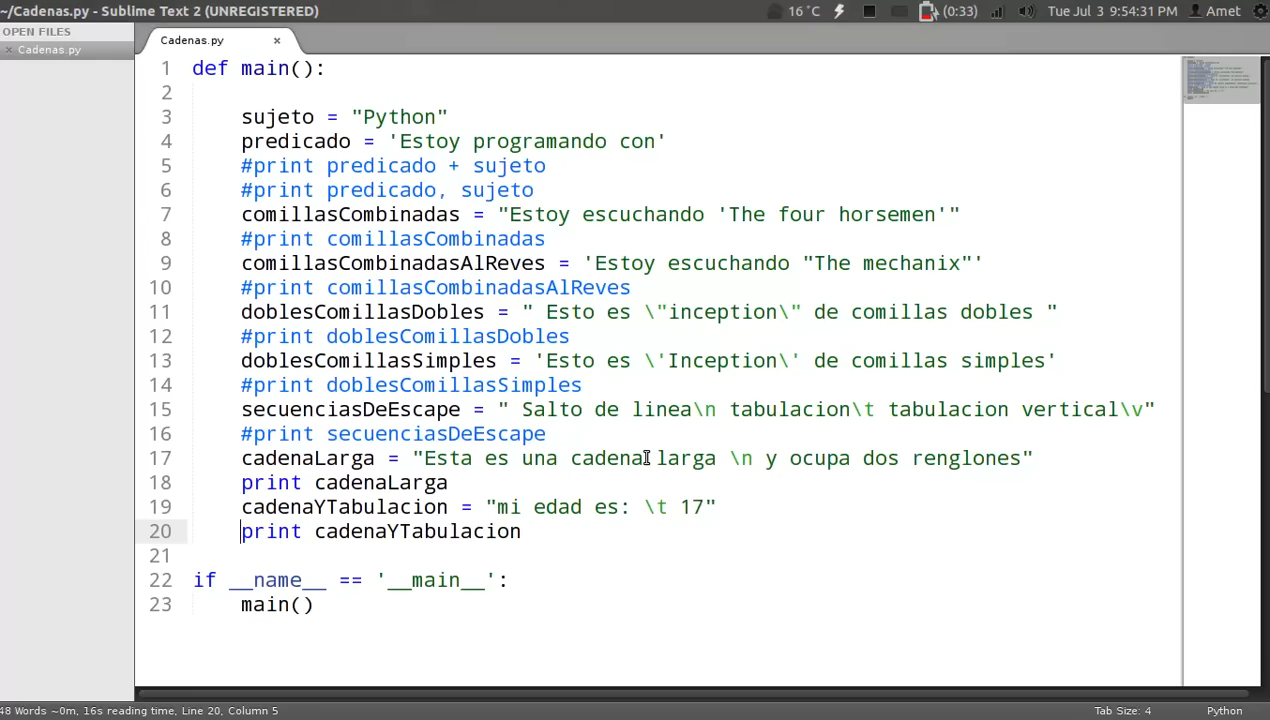 ~/Cadenas.py - Sublime Text 2 (UNREGISTERED)
16 °C (0:33) Tue Jul 3 9:54:31 PM Amet
OPEN FILES
× Cadenas.py
Cadenas.py ×
1 def main():
2
3 sujeto = "Python"
4 predicado = 'Estoy programando con'
5 #print predicado + sujeto
6 #print predicado, sujeto
7 comillasCombinadas = "Estoy escuchando 'The four horsemen'"
8 #print comillasCombinadas
9 comillasCombinadasAlReves = 'Estoy escuchando "The mechanix"'
10 #print comillasCombinadasAlReves
11 doblesComillasDobles = " Esto es \"inception\" de comillas dobles "
12 #print doblesComillasDobles
13 doblesComillasSimples = 'Esto es \'Inception\' de comillas simples'
14 #print doblesComillasSimples
15 secuenciasDeEscape = " Salto de linea\n tabulacion\t tabulacion vertical\v"
16 #print secuenciasDeEscape
17 cadenaLarga = "Esta es una cadena larga \n y ocupa dos renglones"
18 print cadenaLarga
19 cadenaYTabulacion = "mi edad es: \t 17"
20 print cadenaYTabulacion
21
22 if __name__ == '__main__':
23 main()
48 Words ~0m, 16s reading time, Line 20, Column 5
Tab Size: 4 Python